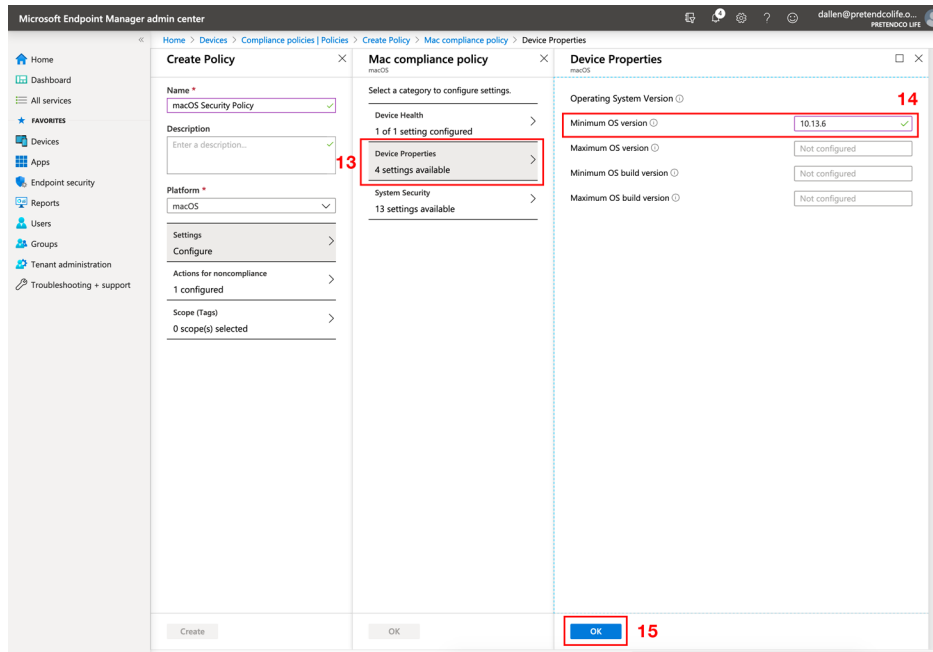 Microsoft Endpoint Manager admin center
4
dallen@pretendcolife.o...
PRETENDCO LIFE
«
Home > Devices > Compliance policies | Policies > Create Policy > Mac compliance policy > Device Properties
Home
Dashboard
All services
FAVORITES
Devices
Apps
Endpoint security
Reports
Users
Groups
Tenant administration
Troubleshooting + support
Create Policy
Name *
macOS Security Policy
Description
Enter a description...
Platform *
macOS
Settings
Configure
Actions for noncompliance
1 configured
Scope (Tags)
0 scope(s) selected
Create
Mac compliance policy
macOS
Select a category to configure settings.
Device Health
1 of 1 setting configured
13
Device Properties
4 settings available
System Security
13 settings available
OK
Device Properties
macOS
Operating System Version
14
Minimum OS version 10.13.6
Maximum OS version Not configured
Minimum OS build version Not configured
Maximum OS build version Not configured
OK 15